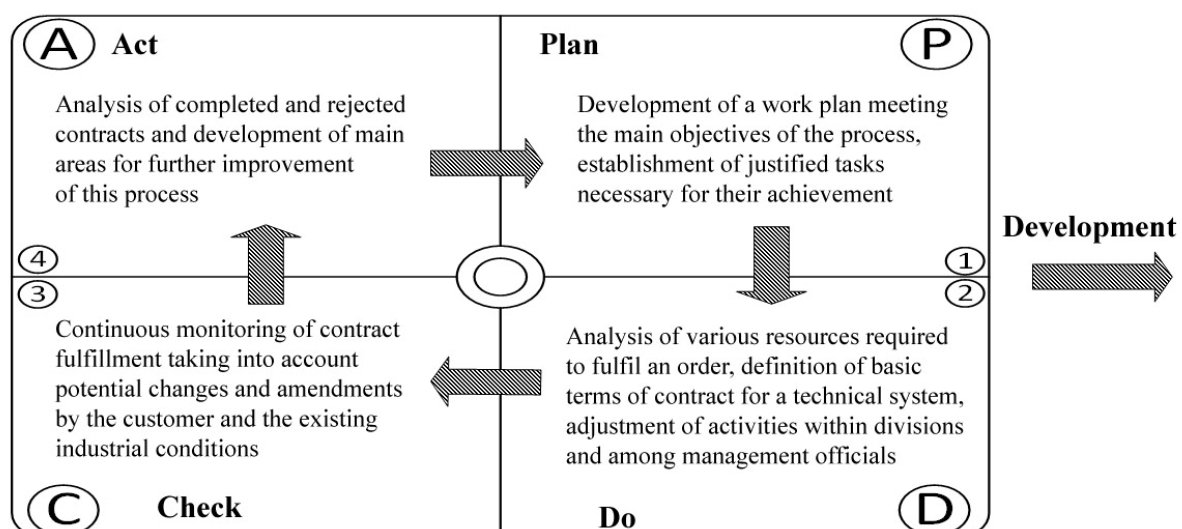 A Act
Analysis of completed and rejected
contracts and development of main
areas for further improvement
of this process
4
Plan P
Development of a work plan meeting
the main objectives of the process,
establishment of justified tasks
necessary for their achievement
1
Development
3
Continuous monitoring of contract
fulfillment taking into account
potential changes and amendments
by the customer and the existing
industrial conditions
C Check
2
Analysis of various resources required
to fulfil an order, definition of basic
terms of contract for a technical system,
adjustment of activities within divisions
and among management officials
Do D